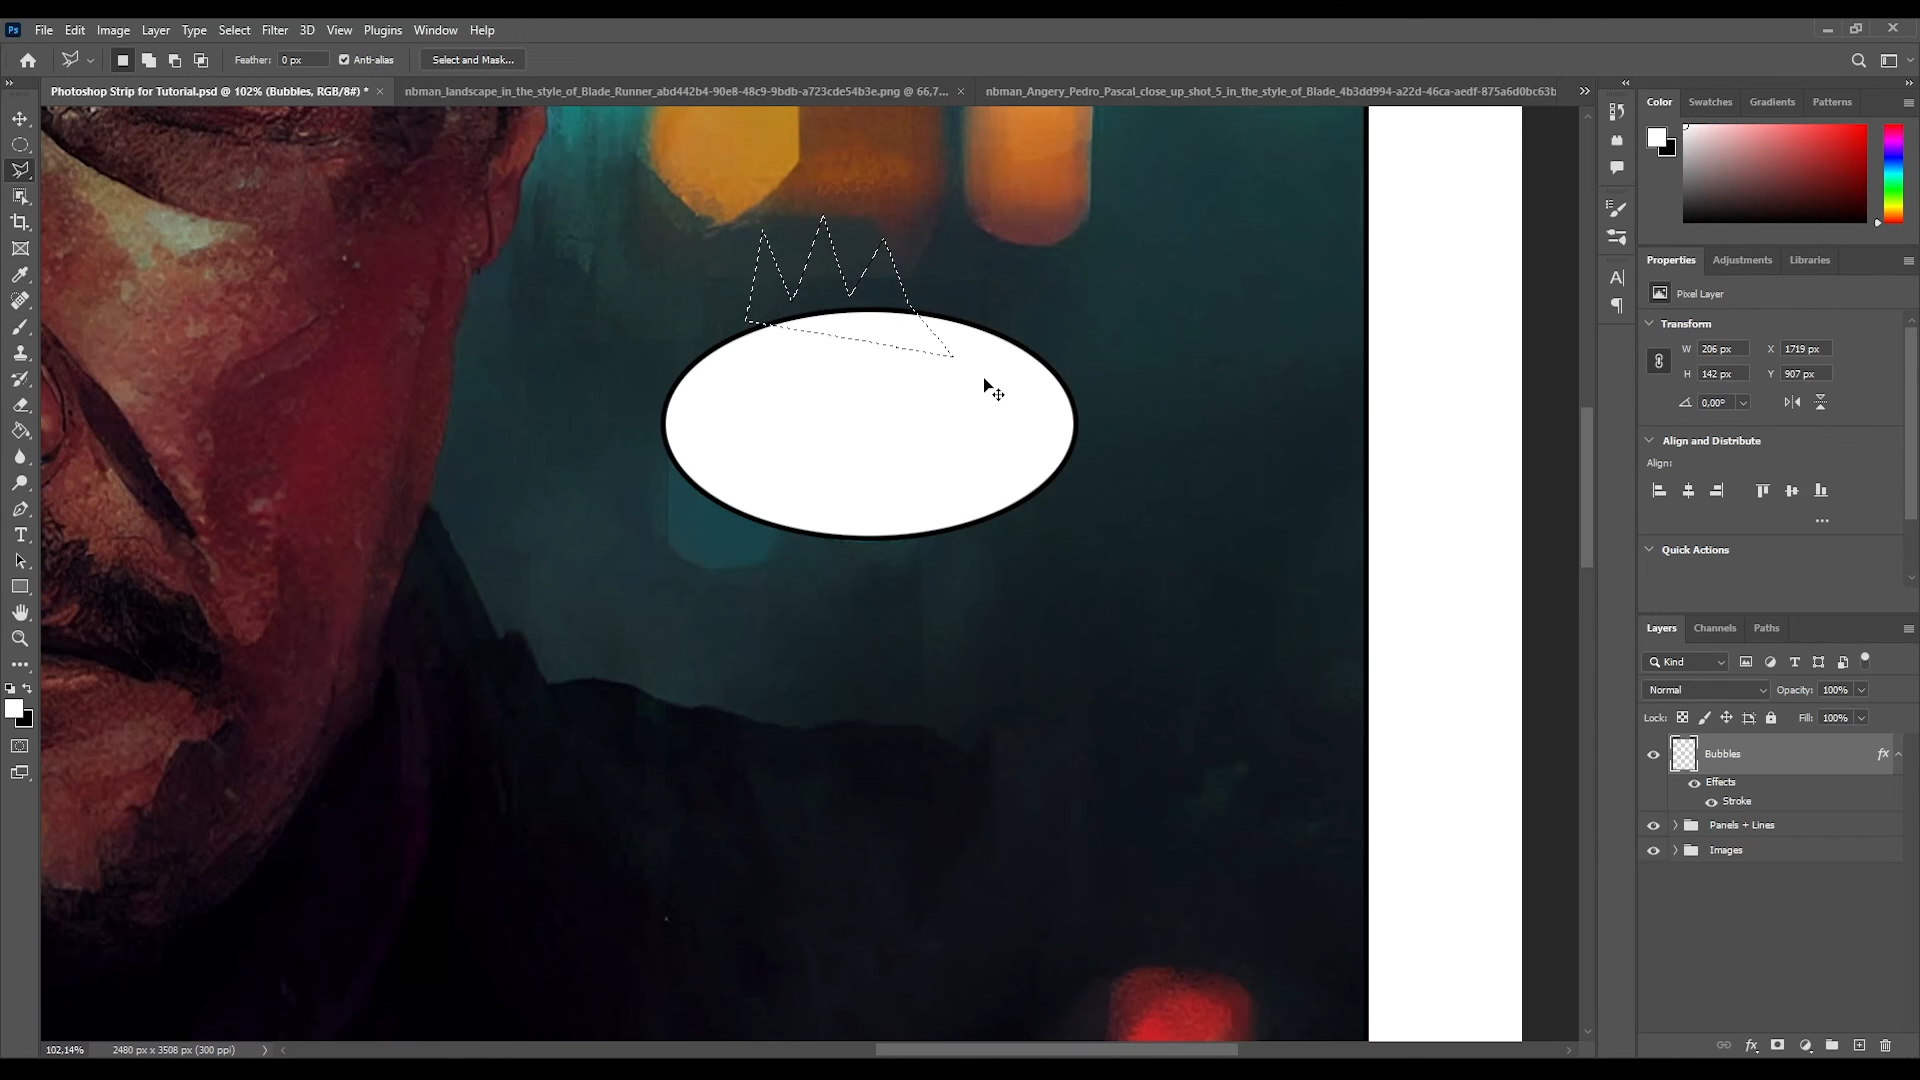 Ps File Edit Image Layer Type Select Filter 3D View Plugins Window Help
Feather: 0 px Anti-alias Select and Mask...
Photoshop Strip for Tutorial.psd @ 102% (Bubbles, RGB/8#) * × nbman_landscape_in_the_style_of_Blade_Runner_abd442b4-90e8-48c9-9bdb-a723cde54b3e.png @ 66,7... × nbman_Angery_Pedro_Pascal_close_up_shot_5_in_the_style_of_Blade_4b3dd994-a22d-46ca-aedf-875a6d0bc63b
Color Swatches Gradients Patterns
Properties Adjustments Libraries
Pixel Layer
Transform
W 206 px X 1719 px
H 142 px Y 907 px
0,00°
Align and Distribute
Align:
...
Quick Actions
Layers Channels Paths
Kind
Normal Opacity: 100%
Lock: Fill: 100%
Bubbles fx
Effects
Stroke
Panels + Lines
Images
102,14% 2480 px x 3508 px (300 ppi)
fx